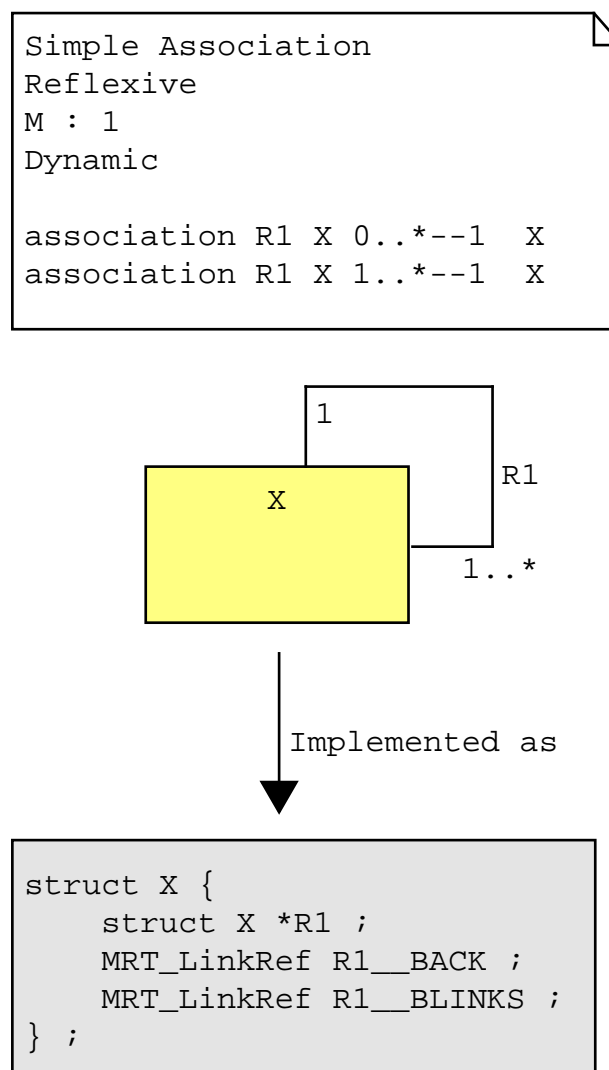 Simple Association
Reflexive
M : 1
Dynamic
association R1 X 0..*--1  X
association R1 X 1..*--1  X
1
R1
X
1..*
Implemented as
struct X {
    struct X *R1 ;
    MRT_LinkRef R1__BACK ;
    MRT_LinkRef R1__BLINKS ;
} ;